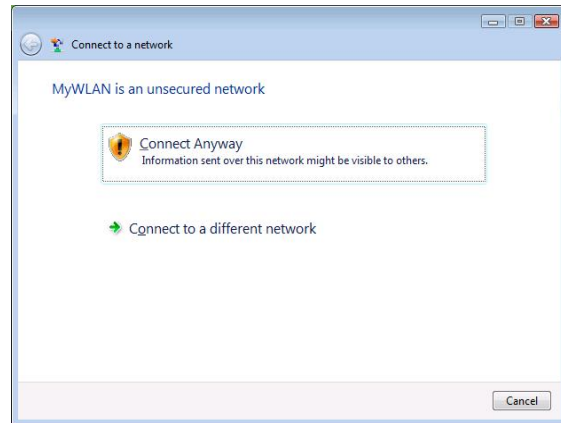 Connect to a network
MyWLAN is an unsecured network
Connect Anyway
Information sent over this network might be visible to others.
Connect to a different network
Cancel